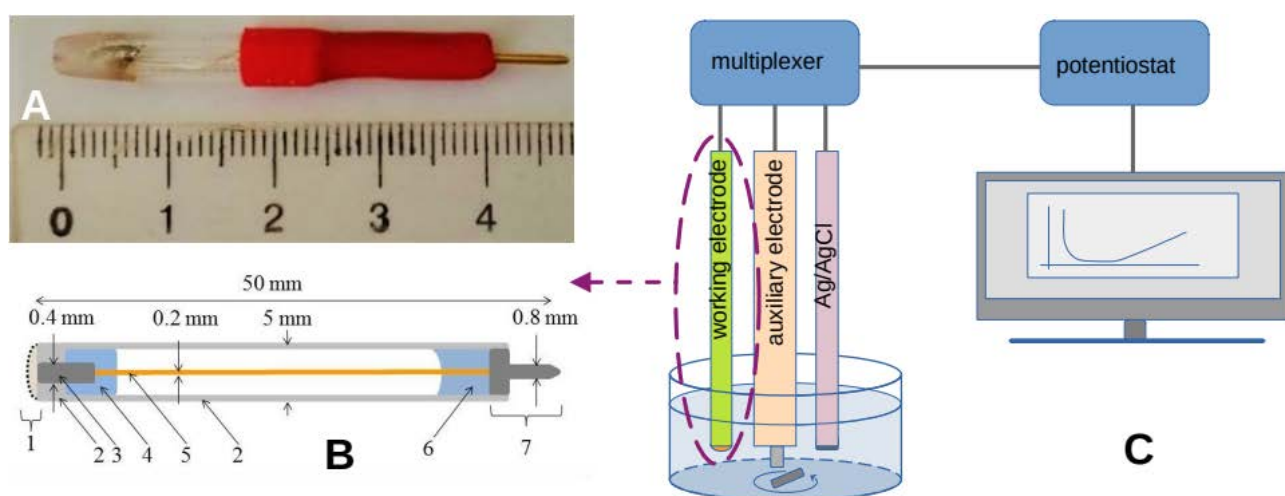 A
0 1 2 3 4
50 mm
0.4 mm 0.2 mm 5 mm 0.8 mm
1 2 3 4 5 2 6 7
B
multiplexer
potentiostat
working electrode
auxiliary electrode
Ag/AgCl
C